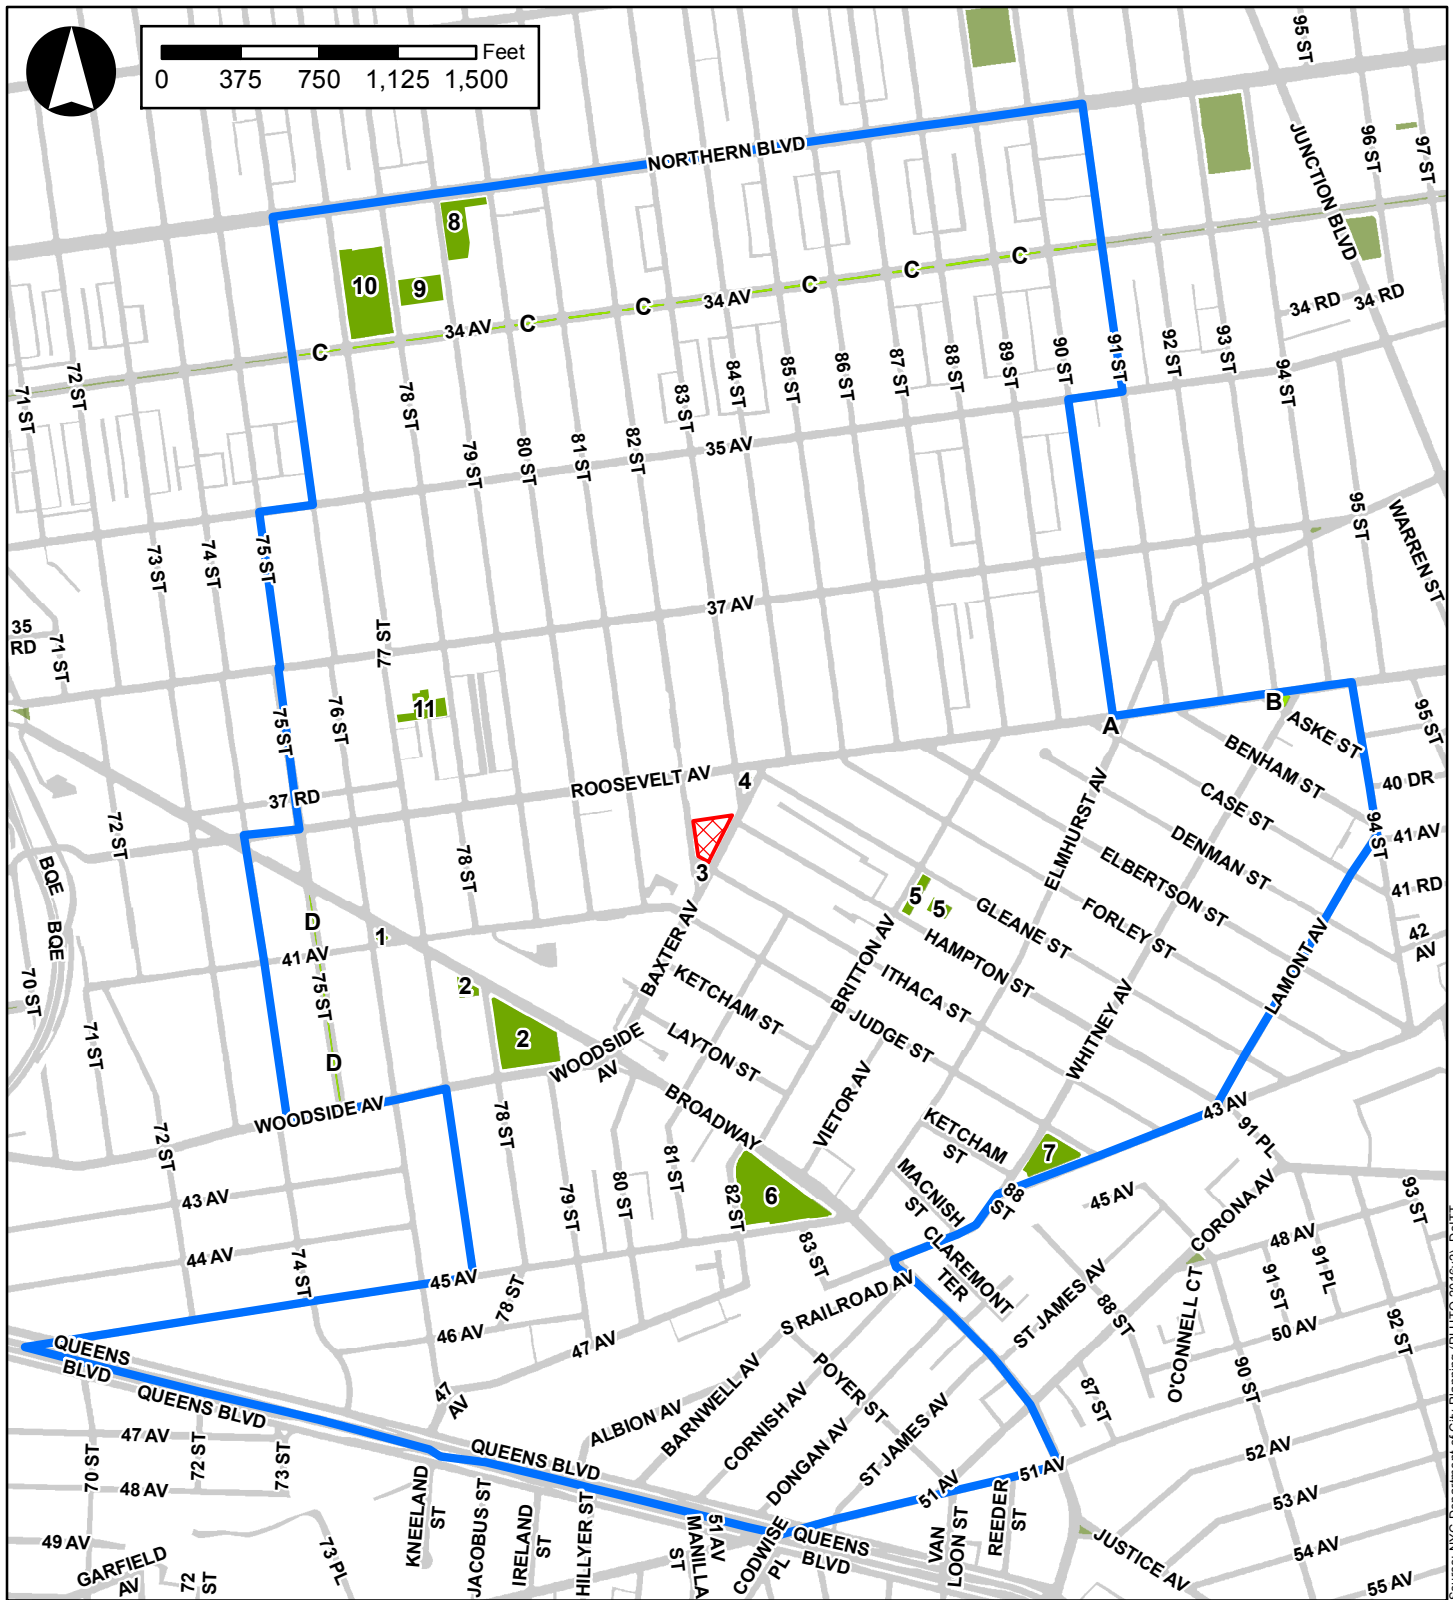 Feet
0 375 750 1,125 1,500
95 ST
NORTHERN BLVD
JUNCTION BLVD
96 ST
97 ST
8
10
9
C
C
C
C
C
C
34 AV
34 AV
34 RD
34 RD
71 ST
72 ST
78 ST
79 ST
80 ST
81 ST
82 ST
83 ST
84 ST
85 ST
86 ST
87 ST
88 ST
89 ST
90 ST
91 ST
92 ST
93 ST
94 ST
35 AV
73 ST
74 ST
75 ST
95 ST
WARREN ST
37 AV
35
RD
71 ST
77 ST
76 ST
75 ST
11
A
B
ASKE ST
95 ST
BENHAM ST
40 DR
ROOSEVELT AV
4
37 RD
CASE ST
72 ST
DENMAN ST
94 ST
41 AV
ELMHURST AV
ELBERTSON ST
41 RD
BQE
BQE
78 ST
3
5
5
GLEANE ST
FORLEY ST
42
AV
D
1
41 AV
BAXTER AV
BRITTON AV
HAMPTON ST
LAMONT AV
70 ST
75 ST
2
2
KETCHAM ST
ITHACA ST
WHITNEY AV
71 ST
D
WOODSIDE
AV
LAYTON ST
JUDGE ST
WOODSIDE AV
78 ST
BROADWAY
VIETOR AV
43 AV
72 ST
KETCHAM
ST
91 PL
7
43 AV
79 ST
80 ST
81 ST
82 ST
6
MACNISH
ST
88
ST
45 AV
CORONA AV
93 ST
44 AV
74 ST
45 AV
78 ST
83 ST
CLAREMONT
TER
48 AV
91 PL
91 ST
S RAILROAD AV
ST JAMES AV
88 ST
O'CONNELL CT
50 AV
92 ST
46 AV
47 AV
QUEENS
BLVD
QUEENS BLVD
47
AV
ALBION AV
BARNWELL AV
POYER ST
CORNISH AV
DONGAN AV
ST JAMES AV
87 ST
90 ST
47 AV
72 ST
73 ST
70 ST
48 AV
QUEENS BLVD
52 AV
51 AV
51 AV
53 AV
KNEELAND
ST
JACOBUS ST
IRELAND
ST
HILLYER ST
MANILLA
ST
51 AV
CODWISE
PL
QUEENS
BLVD
VAN
LOON ST
REEDER
ST
JUSTICE AV
54 AV
49 AV
GARFIELD
AV
72
ST
73 PL
55 AV